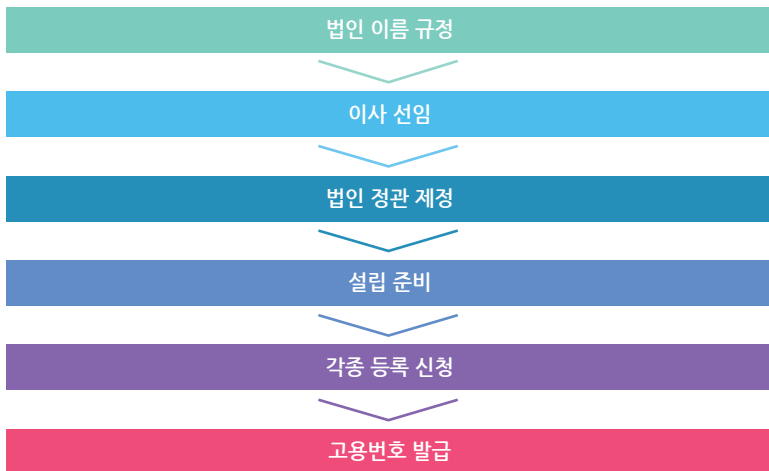 법인 이름 규정
이사 선임
법인 정관 제정
설립 준비
각종 등록 신청
고용번호 발급